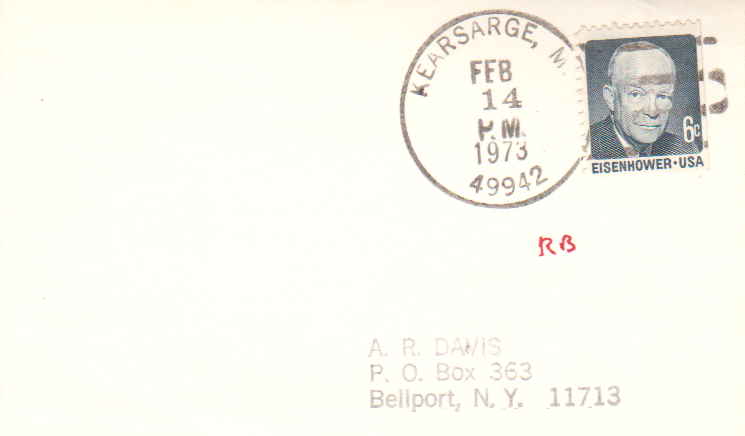 KEARSARGE, M
FEB
14
P.M.
1973
49942
6c
EISENHOWER·USA
RB
A. R. DAVIS
P. O. Box 363
Bellport, N. Y. 11713